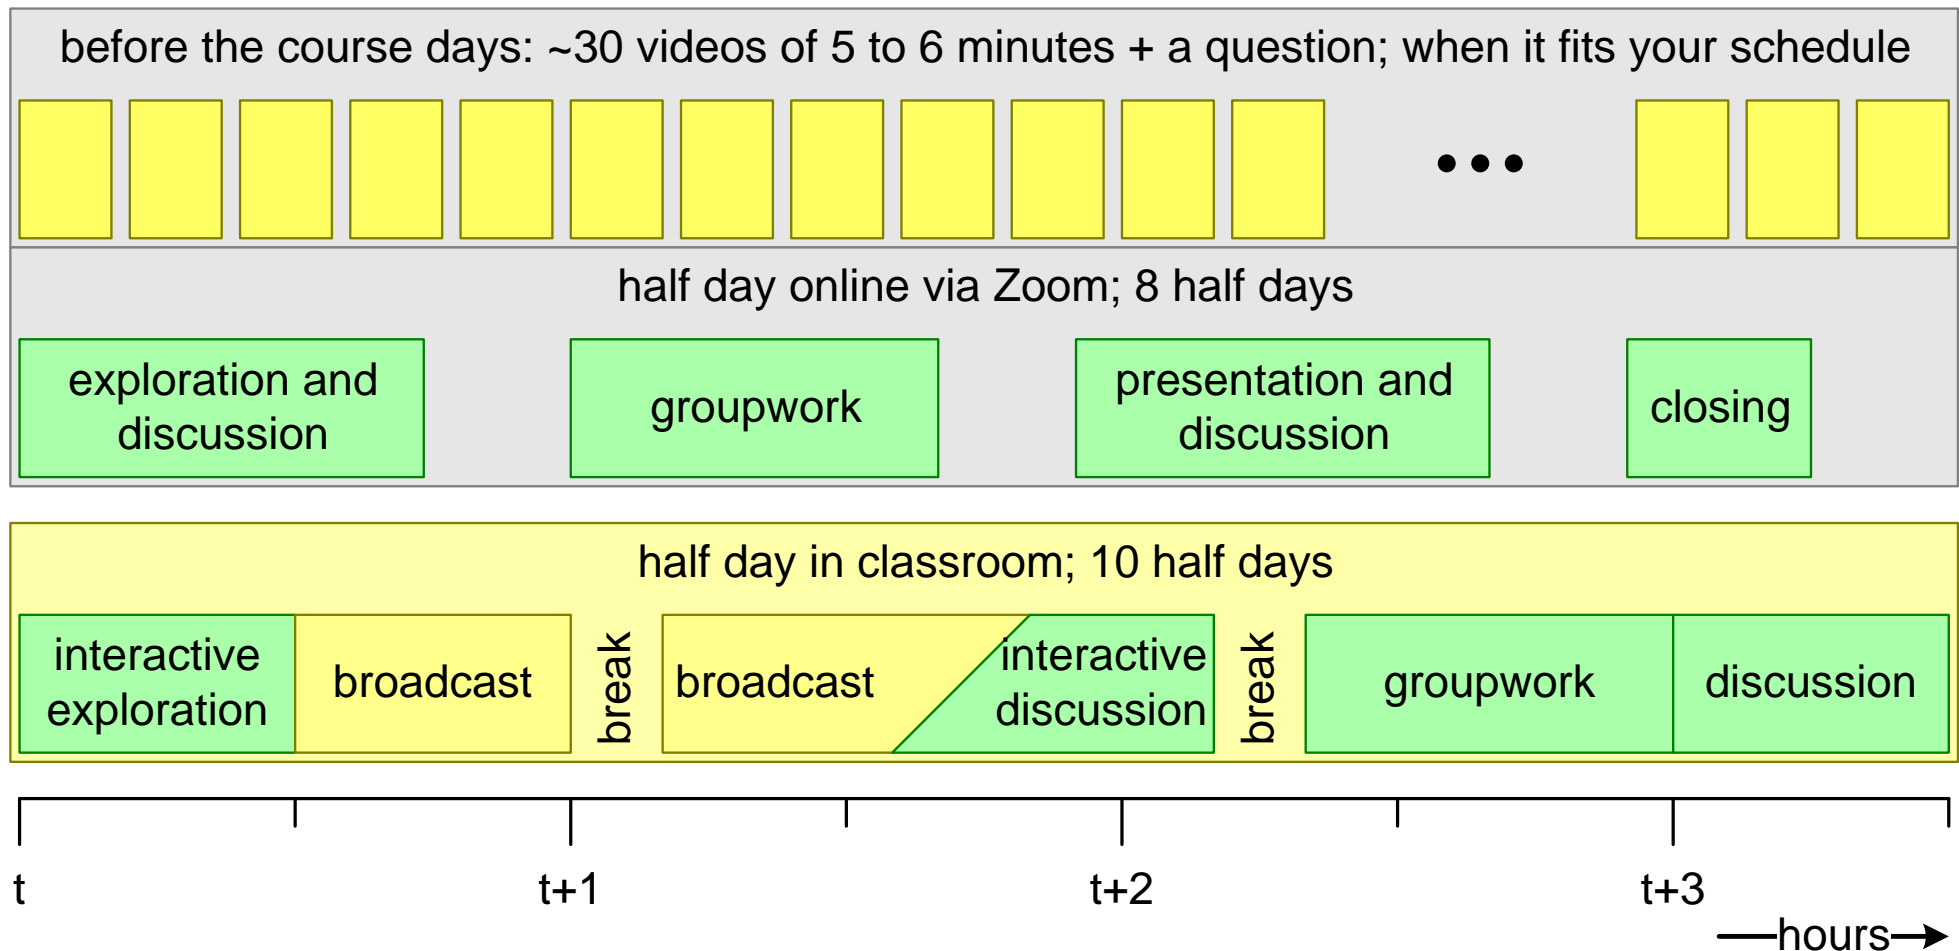 before the course days: ~30 videos of 5 to 6 minutes + a question; when it fits your schedule
half day online via Zoom; 8 half days
exploration and
discussion
groupwork
presentation and
discussion
closing
half day in classroom; 10 half days
interactive
exploration
broadcast
break
broadcast
interactive
discussion
break
groupwork
discussion
t
t+1
t+2
t+3
hours